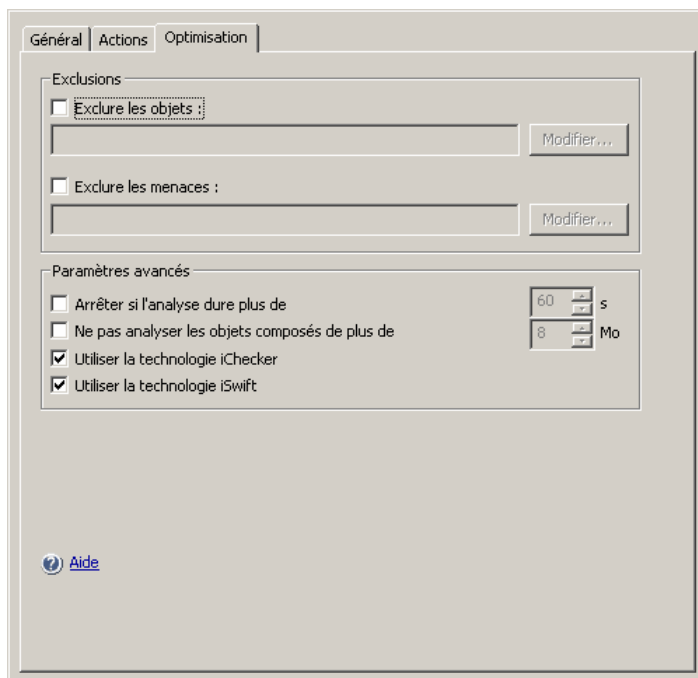 Général Actions Optimisation
Exclusions
Exclure les objets :
Modifier...
Exclure les menaces :
Modifier...
Paramètres avancés
Arrêter si l'analyse dure plus de 60 s
Ne pas analyser les objets composés de plus de 8 Mo
Utiliser la technologie iChecker
Utiliser la technologie iSwift
Aide